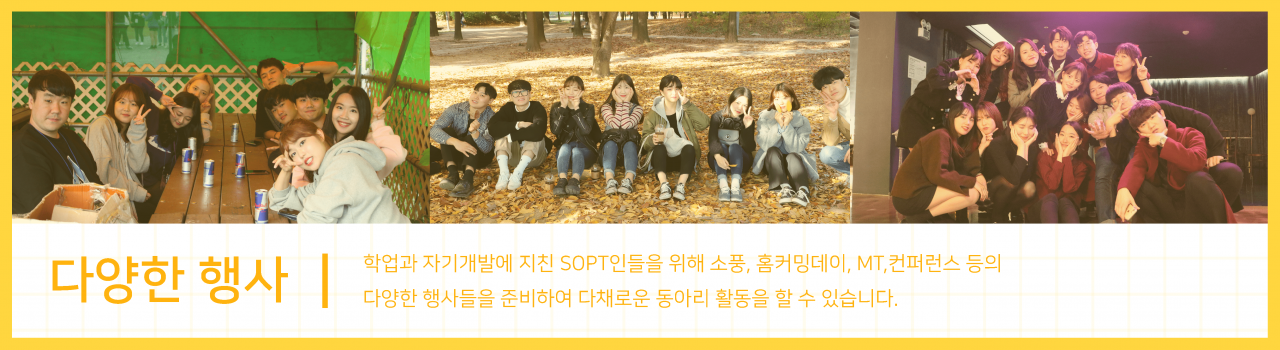 다양한 행사
학업과 자기개발에 지친 SOPT인들을 위해 소풍, 홈커밍데이, MT,컨퍼런스 등의
다양한 행사들을 준비하여 다채로운 동아리 활동을 할 수 있습니다.